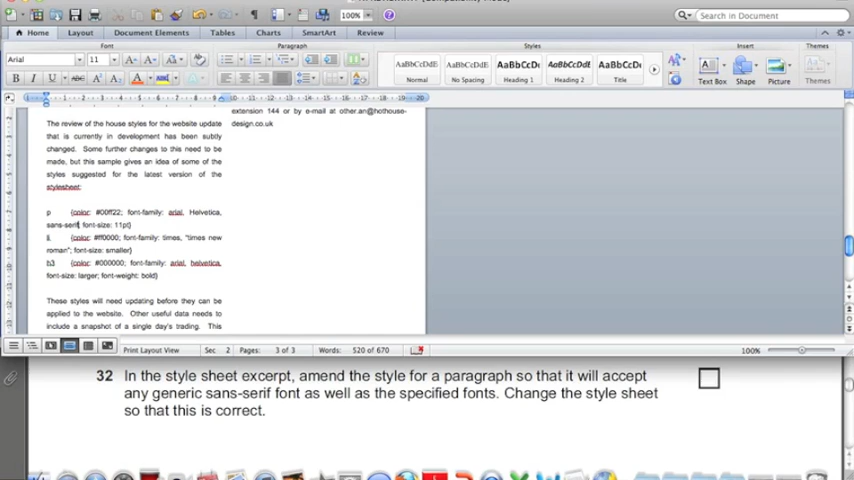 100%
Search in Document
Home Layout Document Elements Tables Charts SmartArt Review
Font Paragraph Styles Insert Themes
Arial 11
AaBbCcDdE AaBbCcDdE AaBbCcDc AaBbCcDdE AaBbCc
Normal No Spacing Heading 1 Heading 2 Title
Text Box Shape Picture Themes
extension 144 or by e-mail at other.an@hothouse-
design.co.uk
The review of the house styles for the website update
that is currently in development has been subtly
changed. Some further changes to this need to be
made, but this sample gives an idea of some of the
styles suggested for the latest version of the
stylesheet:
p {color: #00ff22; font-family: arial, Helvetica,
sans-serif; font-size: 11pt}
li {color: #ff0000; font-family: times, "times new
roman"; font-size: smaller}
h3 {color: #000000; font-family: arial, helvetica,
font-size: larger; font-weight: bold}
These styles will need updating before they can be
applied to the website. Other useful data needs to
include a snapshot of a single day's trading. This
Print Layout View Sec 2 Pages: 3 of 3 Words: 520 of 670 100%
32 In the style sheet excerpt, amend the style for a paragraph so that it will accept
any generic sans-serif font as well as the specified fonts. Change the style sheet
so that this is correct.